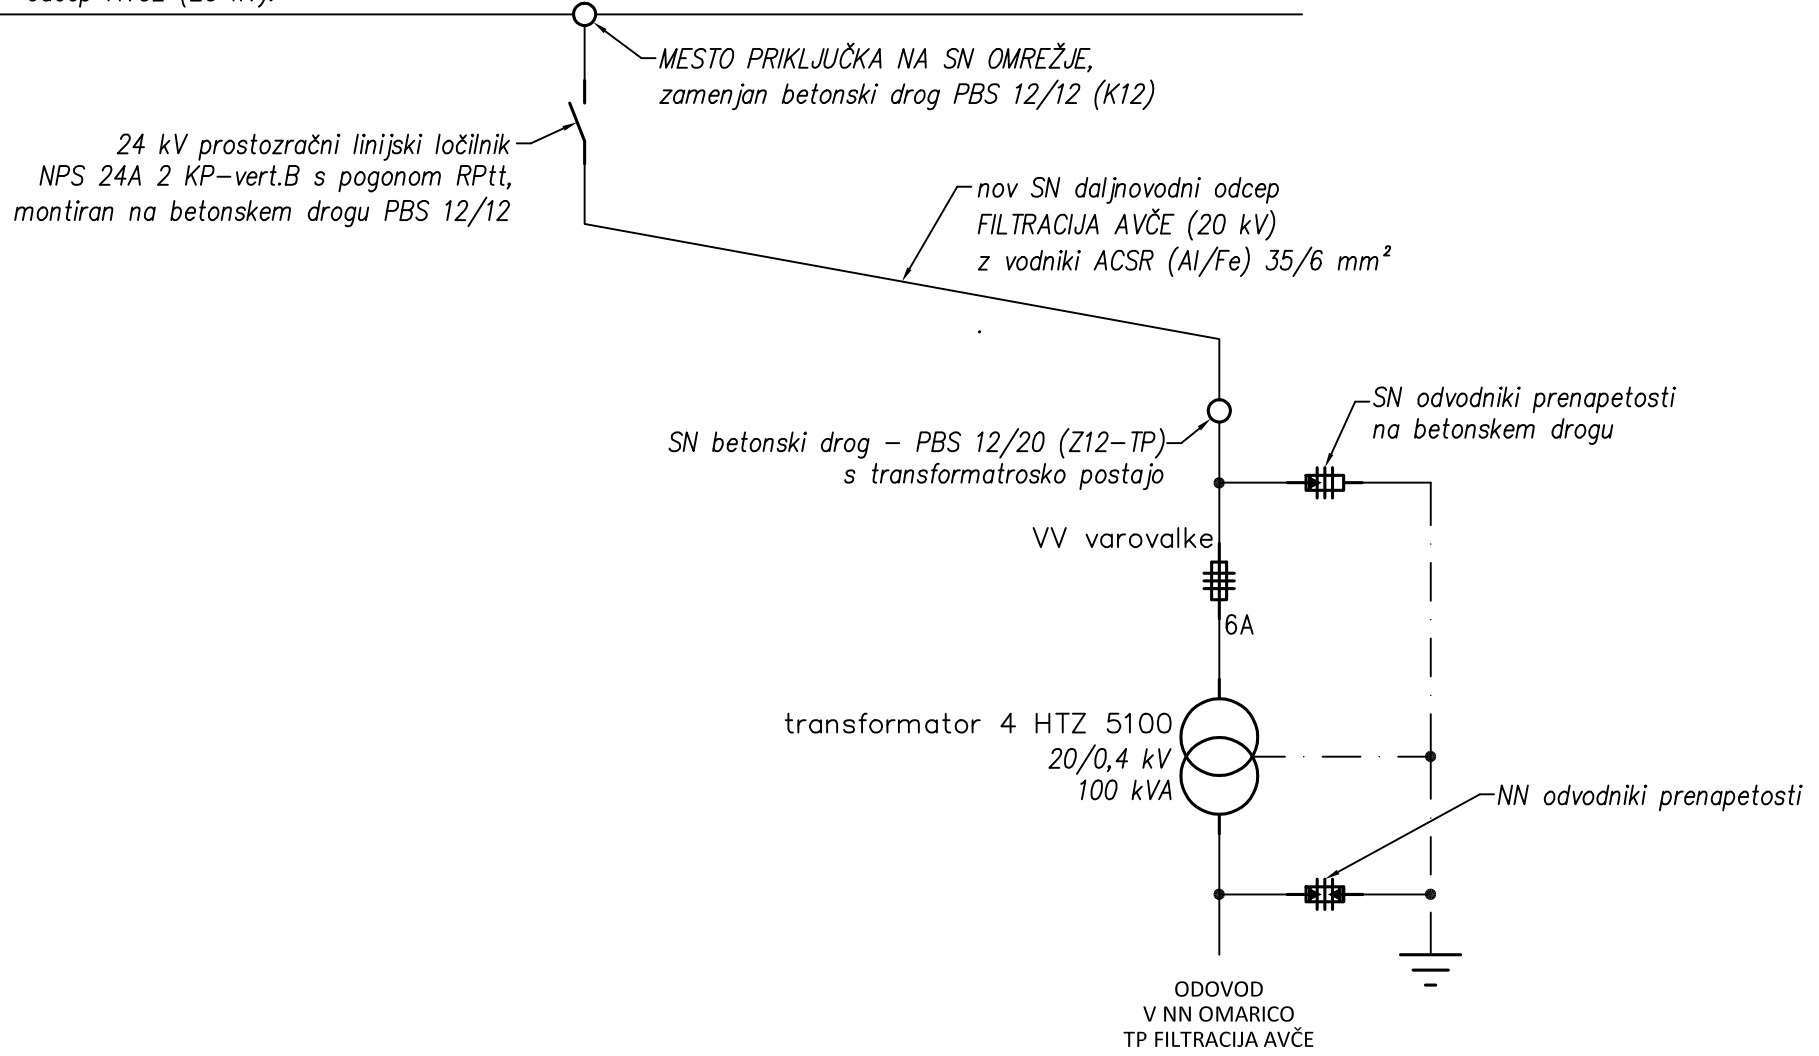 MESTO PRIKLJUČKA NA SN OMREŽJE,
zamenjan betonski drog PBS 12/12 (K12)
24 kV prostozračni linijski ločilnik
NPS 24A 2 KP-vert.B s pogonom RPtt,
montiran na betonskem drogu PBS 12/12
nov SN daljnovodni odcep
FILTRACIJA AVČE (20 kV)
z vodniki ACSR (Al/Fe) 35/6 mm²
SN odvodniki prenapetosti
na betonskem drogu
SN betonski drog - PBS 12/20 (Z12-TP)
s transformatrosko postajo
VV varovalke
6A
transformator 4 HTZ 5100
20/0,4 kV
100 kVA
NN odvodniki prenapetosti
ODOVOD
V NN OMARICO
TP FILTRACIJA AVČE